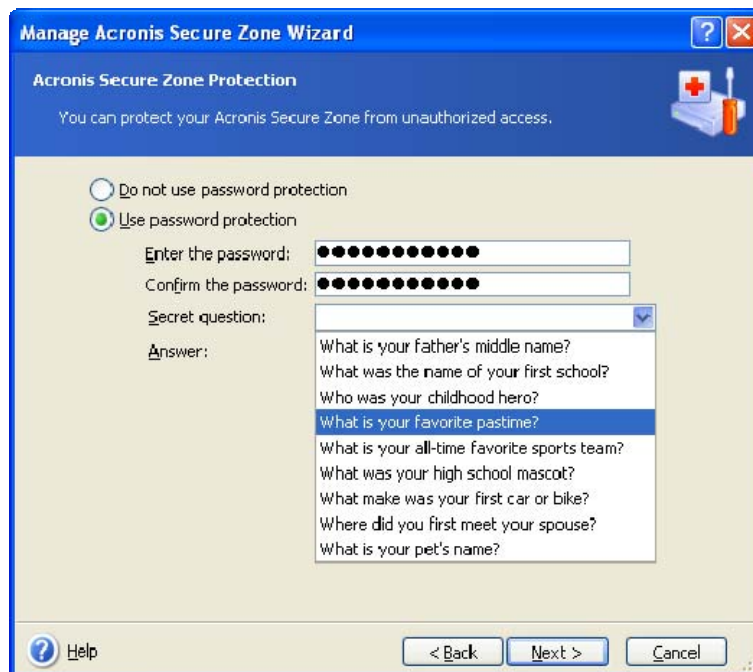 Manage Acronis Secure Zone Wizard
Acronis Secure Zone Protection
You can protect your Acronis Secure Zone from unauthorized access.
Do not use password protection
Use password protection
Enter the password: ●●●●●●●●●●●
Confirm the password: ●●●●●●●●●●●
Secret question:
Answer:
What is your father's middle name?
What was the name of your first school?
Who was your childhood hero?
What is your favorite pastime?
What is your all-time favorite sports team?
What was your high school mascot?
What make was your first car or bike?
Where did you first meet your spouse?
What is your pet's name?
Help
< Back
Next >
Cancel